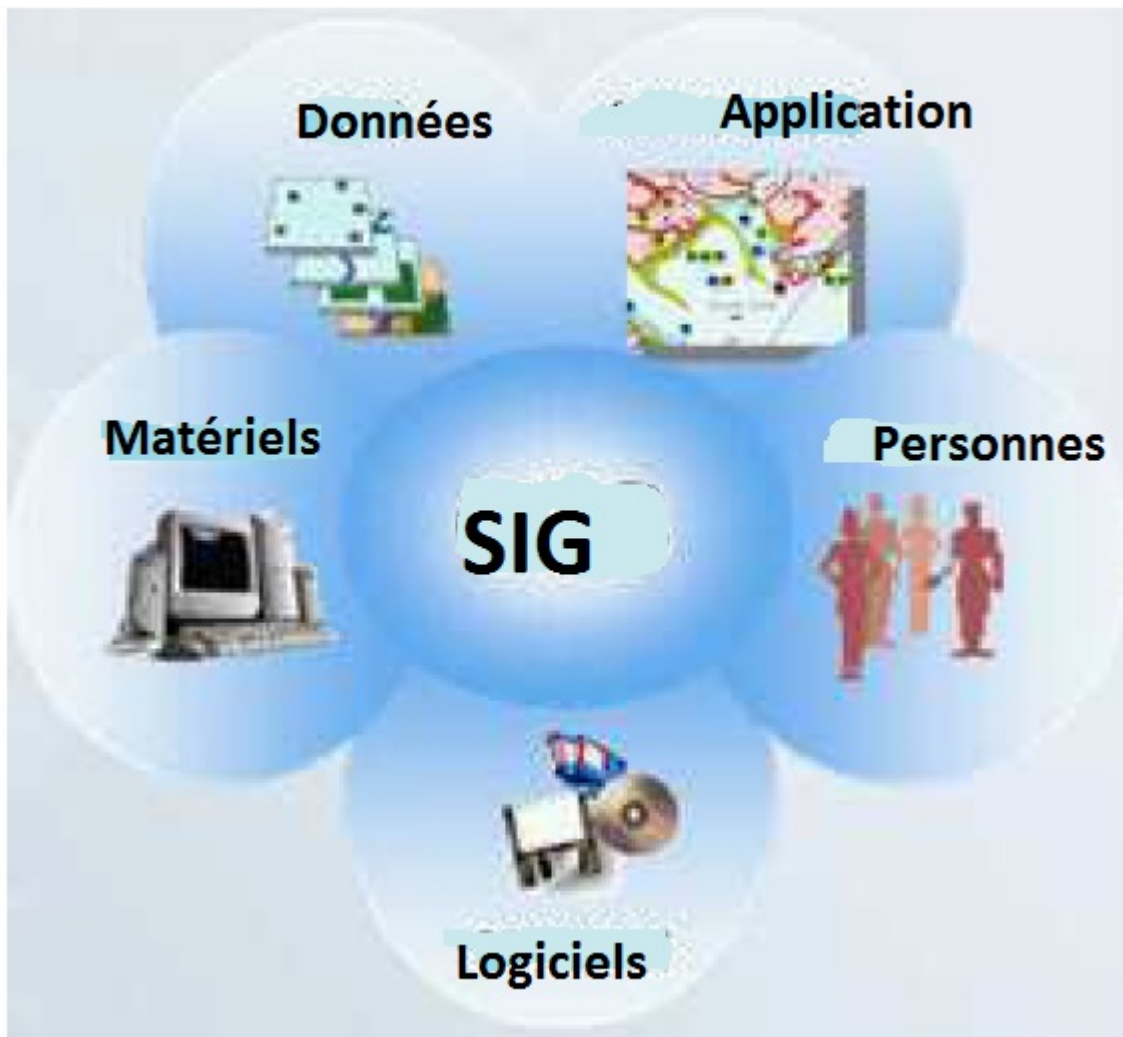 Données
Application
Matériels
Personnes
SIG
Logiciels